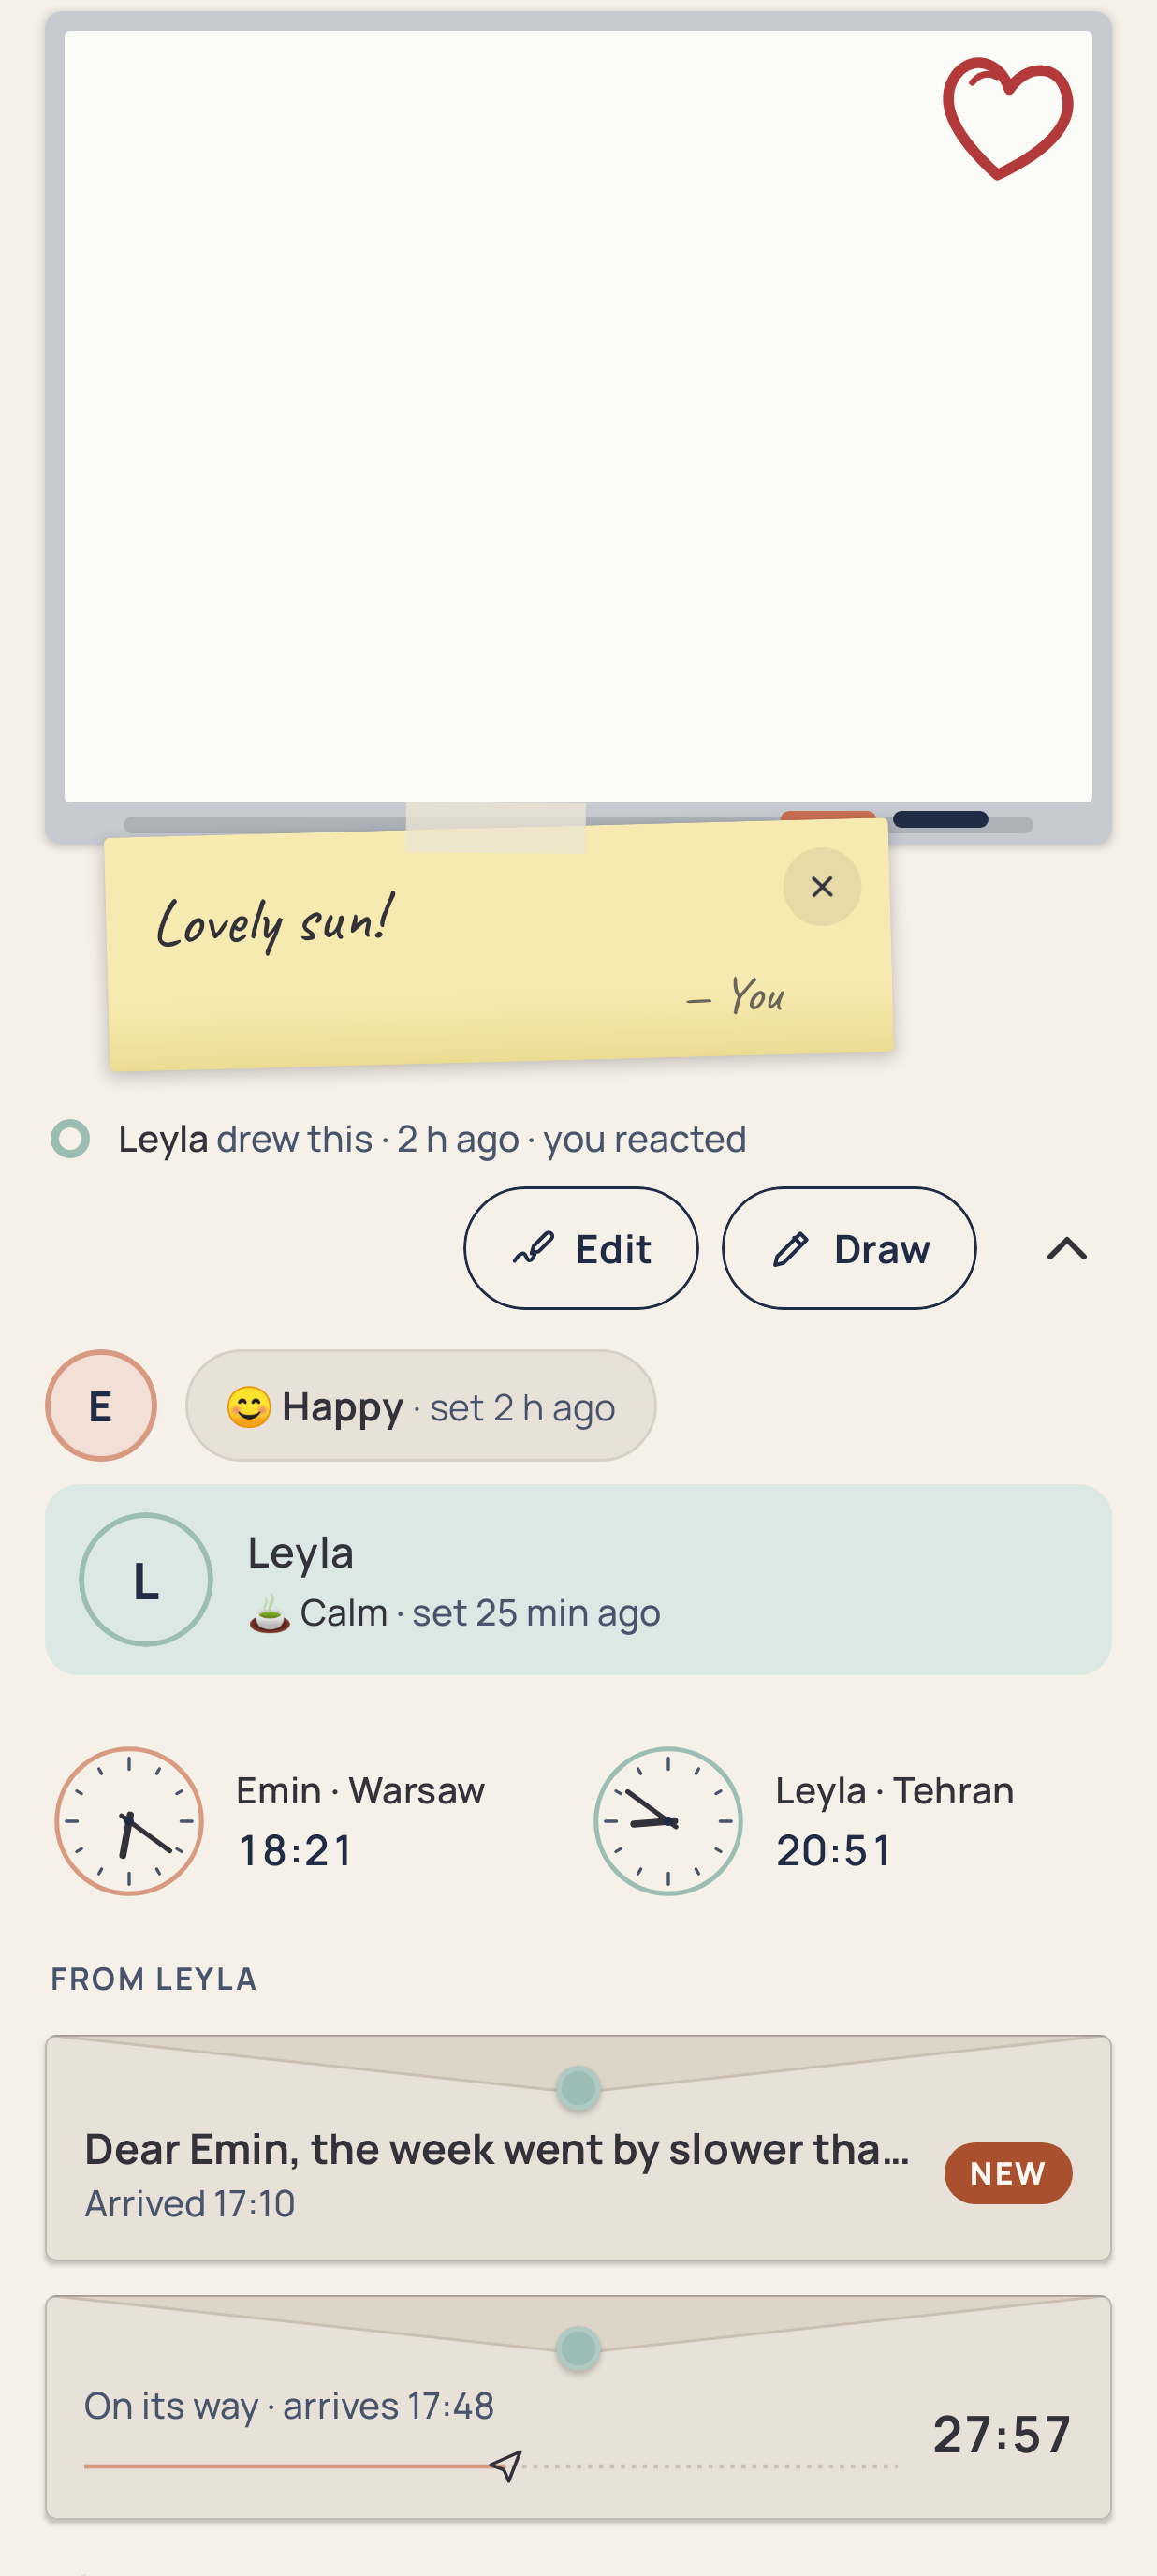 Lovely sun!
– You
Leyla drew this · 2 h ago · you reacted
Edit
Draw
E
😊 Happy · set 2 h ago
L
Leyla
🍵 Calm · set 25 min ago
Emin · Warsaw
18:21
Leyla · Tehran
20:51
FROM LEYLA
Dear Emin, the week went by slower tha…
NEW
Arrived 17:10
On its way · arrives 17:48
27:57